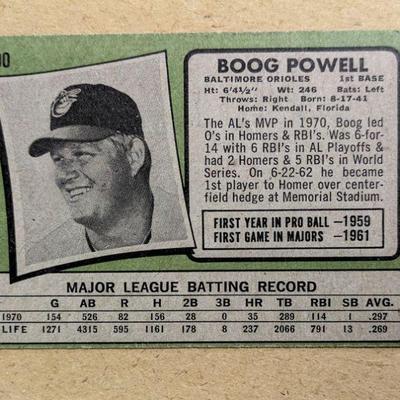 00
BOOG POWELL
BALTIMORE ORIOLES 1st BASE
Ht: 6'4½" Wt: 246 Bats: Left
Throws: Right Born: 8-17-41
Home: Kendall, Florida
The AL's MVP in 1970, Boog led
O's in Homers & RBI's. Was 6-for-
14 with 6 RBI's in AL Playoffs &
had 2 Homers & 5 RBI's in World
Series. On 6-22-62 he became
1st player to Homer over center-
field hedge at Memorial Stadium.
FIRST YEAR IN PRO BALL —1959
FIRST GAME IN MAJORS —1961
MAJOR LEAGUE BATTING RECORD
G AB R H 2B 3B HR TB RBI SB AVG.
1970 154 526 82 156 28 0 35 289 114 1 .297
LIFE 1271 4315 595 1161 178 8 237 2066 791 13 .269